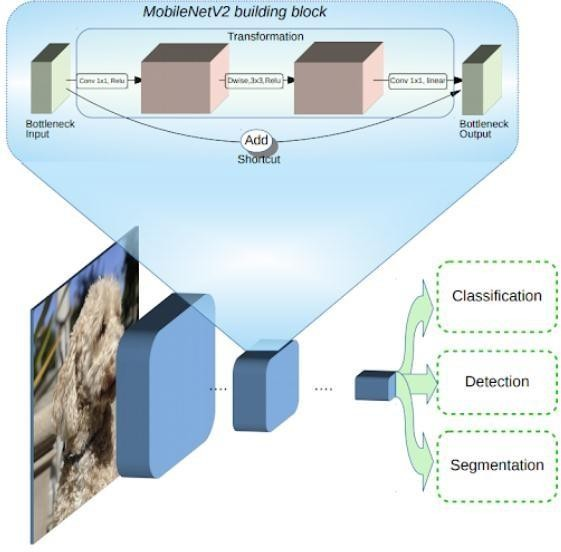 MobileNetV2 building block
Transformation
Conv 1x1, Relu
Dwise,3x3,Relu
Conv 1x1, linear
Bottleneck
Input
Bottleneck
Output
Add
Shortcut
Classification
....
....
Detection
Segmentation